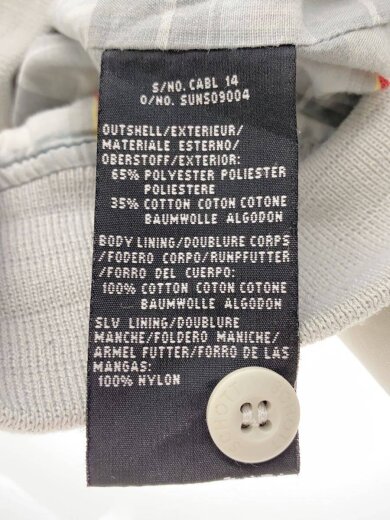 S/NO. CABL 14
O/NO. SUNS09004
OUTSHELL/EXTERIEUR/
MATERIALE ESTERNO/
OBERSTOFF/EXTERIOR:
65% POLYESTER POLIESTER
POLIESTERE
35% COTTON COTON COTONE
BAUMWOLLE ALGODON
BODY LINING/DOUBLURE CORPS
/FODERO CORPO/RUHPFUTTER
/FORRO DEL CUERPO:
100% COTTON COTON COTONE
BAUMWOLLE ALGODON
SLV LINING/DOUBLURE
MANCHE/FOLDERO MANICHE/
ARMEL FUTTER/FORRO DE LAS
MANGAS:
100% NYLON
SCHOTT